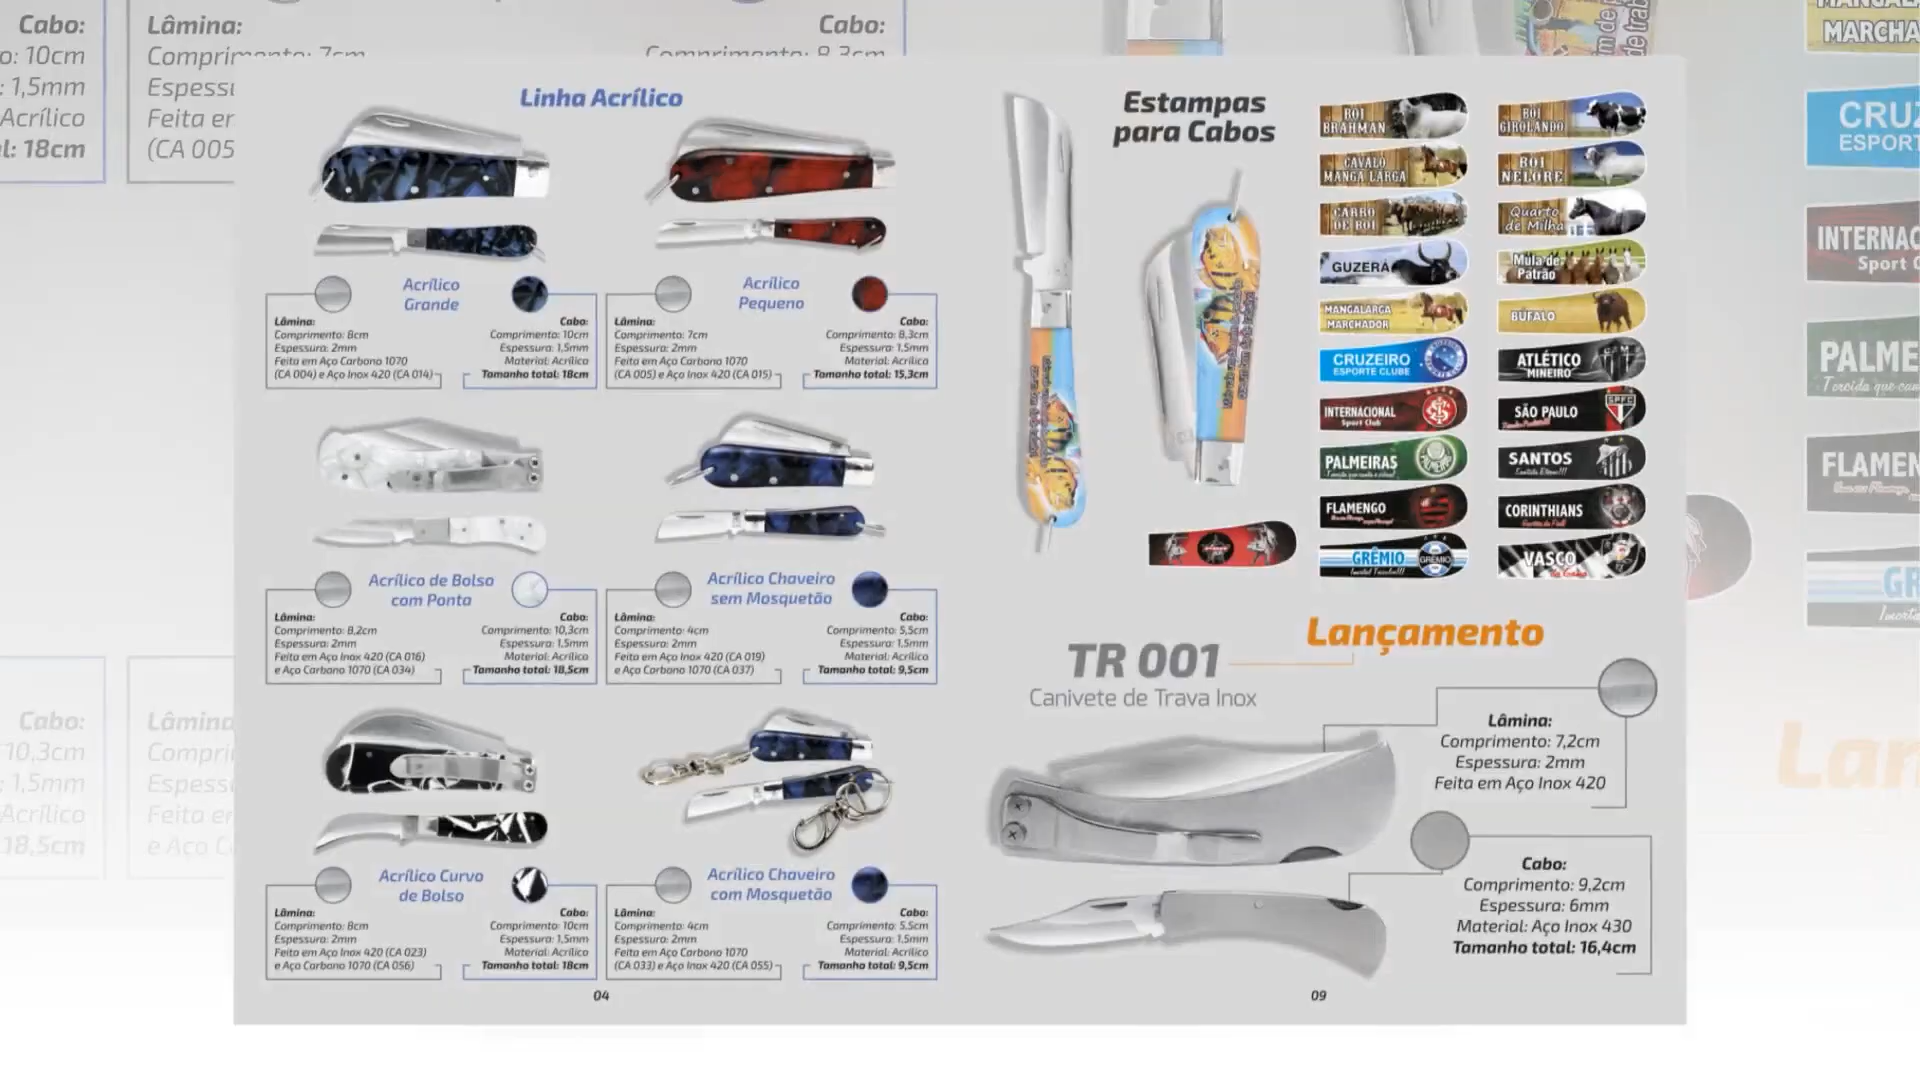 Linha Acrílico
Acrílico
Grande
Lâmina:
Comprimento: 8cm
Espessura: 2mm
Feita em Aço Carbono 1070
(CA 004) e Aço Inox 420 (CA 014)
Cabo:
Comprimento: 10cm
Espessura: 1,5mm
Material: Acrílico
Tamanho total: 18cm
Acrílico
Pequeno
Lâmina:
Comprimento: 7cm
Espessura: 2mm
Feita em Aço Carbono 1070
(CA 005) e Aço Inox 420 (CA 015)
Cabo:
Comprimento: 8,3cm
Espessura: 1,5mm
Material: Acrílico
Tamanho total: 15,3cm
Acrílico de Bolso
com Ponta
Lâmina:
Comprimento: 8,2cm
Espessura: 2mm
Feita em Aço Inox 420 (CA 016)
e Aço Carbono 1070 (CA 034)
Cabo:
Comprimento: 10,3cm
Espessura: 1,5mm
Material: Acrílico
Tamanho total: 18,5cm
Acrílico Chaveiro
sem Mosquetão
Lâmina:
Comprimento: 4cm
Espessura: 2mm
Feita em Aço Inox 420 (CA 019)
e Aço Carbono 1070 (CA 037)
Cabo:
Comprimento: 5,5cm
Espessura: 1,5mm
Material: Acrílico
Tamanho total: 9,5cm
Acrílico Curvo
de Bolso
Lâmina:
Comprimento: 8cm
Espessura: 2mm
Feita em Aço Inox 420 (CA 023)
e Aço Carbono 1070 (CA 056)
Cabo:
Comprimento: 10cm
Espessura: 1,5mm
Material: Acrílico
Tamanho total: 18cm
Acrílico Chaveiro
com Mosquetão
Lâmina:
Comprimento: 4cm
Espessura: 2mm
Feita em Aço Carbono 1070
(CA 033) e Aço Inox 420 (CA 055)
Cabo:
Comprimento: 5,5cm
Espessura: 1,5mm
Material: Acrílico
Tamanho total: 9,5cm
04
Estampas
para Cabos
BOI
BRAHMAN
BOI
GIROLANDO
CAVALO
MANGA LARGA
BOI
NELORE
CARRO
DE BOI
Quarto
de Milha
GUZERÁ
Mula de
Patrão
MANGALARGA
MARCHADOR
BÚFALO
CRUZEIRO
ESPORTE CLUBE
ATLÉTICO
MINEIRO
INTERNACIONAL
Sport Club
SÃO PAULO
SPFC
PALMEIRAS
SANTOS
FLAMENGO
CORINTHIANS
GRÊMIO
GRÊMIO
VASCO
Lançamento
TR 001
Canivete de Trava Inox
Lâmina:
Comprimento: 7,2cm
Espessura: 2mm
Feita em Aço Inox 420
Cabo:
Comprimento: 9,2cm
Espessura: 6mm
Material: Aço Inox 430
Tamanho total: 16,4cm
09